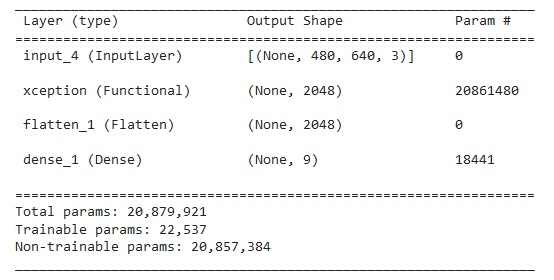 Layer (type) Output Shape Param #
=================================================================
input_4 (InputLayer) [(None, 480, 640, 3)] 0
xception (Functional) (None, 2048) 20861480
flatten_1 (Flatten) (None, 2048) 0
dense_1 (Dense) (None, 9) 18441
=================================================================
Total params: 20,879,921
Trainable params: 22,537
Non-trainable params: 20,857,384